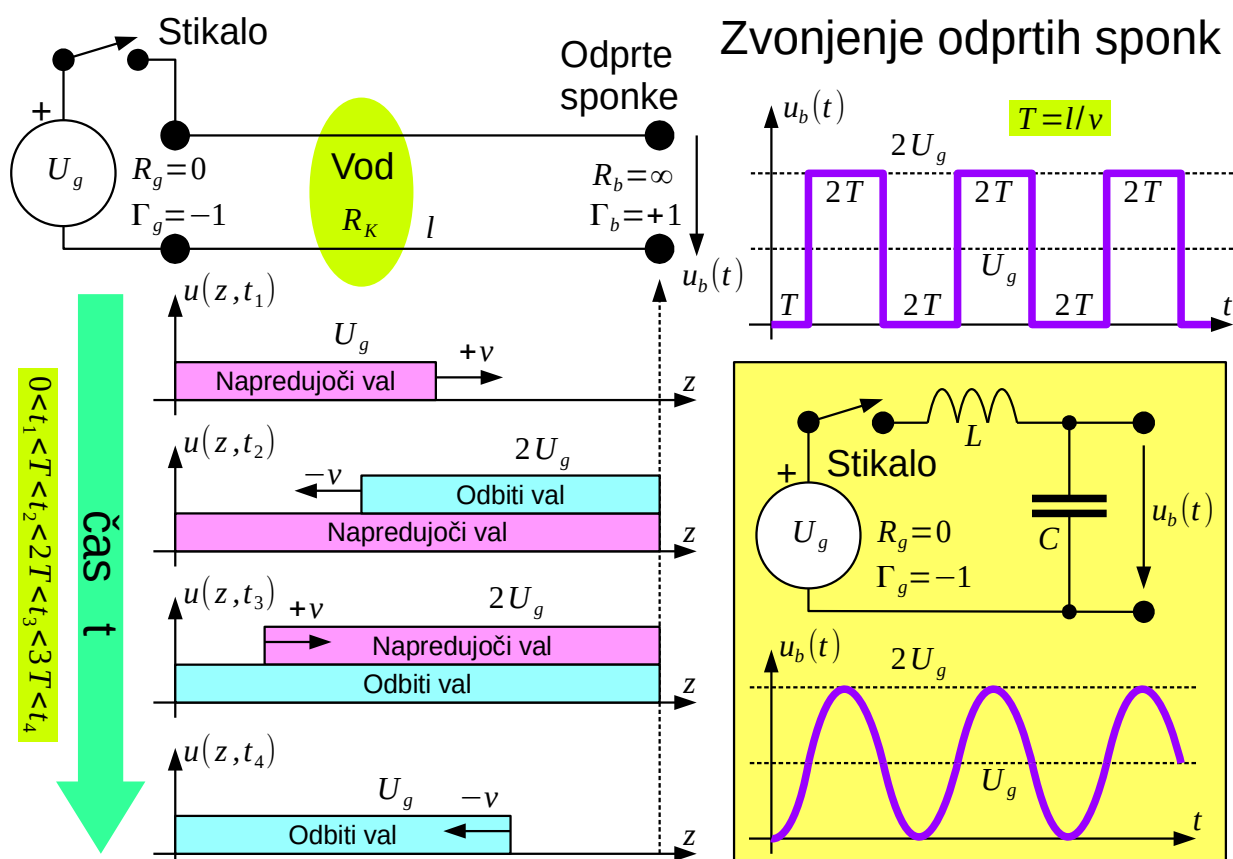 Zvonjenje odprtih sponk
Stikalo
Odprte
sponke
+
U_g
R_g=0
Γ_g=−1
Vod
R_K
l
R_b=∞
Γ_b=+1
u_b(t)
u_b(t)
T=l/v
2U_g
2T
2T
2T
U_g
T
2T
2T
t
čas t
0<t_1<T<t_2<2T<t_3<3T<t_4
u(z,t_1)
U_g
+v
Napredujoči val
z
u(z,t_2)
2U_g
−v
Odbiti val
Napredujoči val
z
u(z,t_3)
2U_g
+v
Napredujoči val
Odbiti val
z
u(z,t_4)
U_g
−v
Odbiti val
z
L
Stikalo
+
U_g
R_g=0
Γ_g=−1
C
u_b(t)
u_b(t)
2U_g
U_g
t